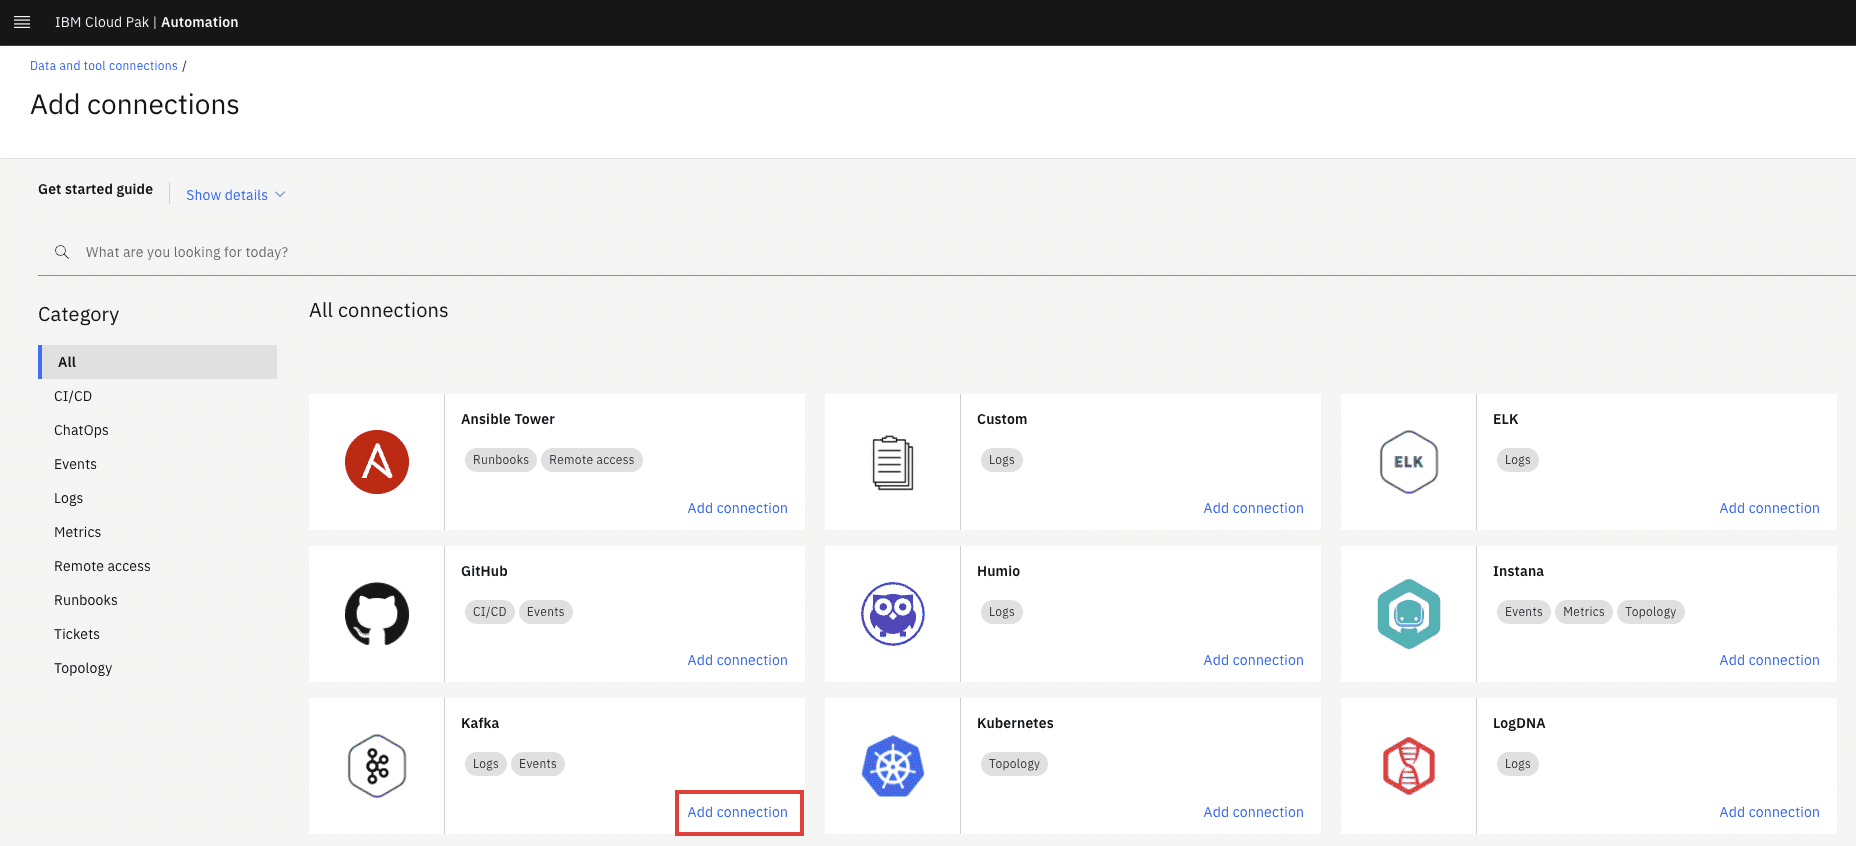 IBM Cloud Pak | Automation
Data and tool connections /
Add connections
Get started guide
Show details
What are you looking for today?
Category
All
CI/CD
ChatOps
Events
Logs
Metrics
Remote access
Runbooks
Tickets
Topology
All connections
Ansible Tower
Runbooks Remote access
Add connection
Custom
Logs
Add connection
ELK
ELK
Logs
Add connection
GitHub
CI/CD Events
Add connection
Humio
Logs
Add connection
Instana
Events Metrics Topology
Add connection
Kafka
Logs Events
Add connection
Kubernetes
Topology
Add connection
LogDNA
Logs
Add connection